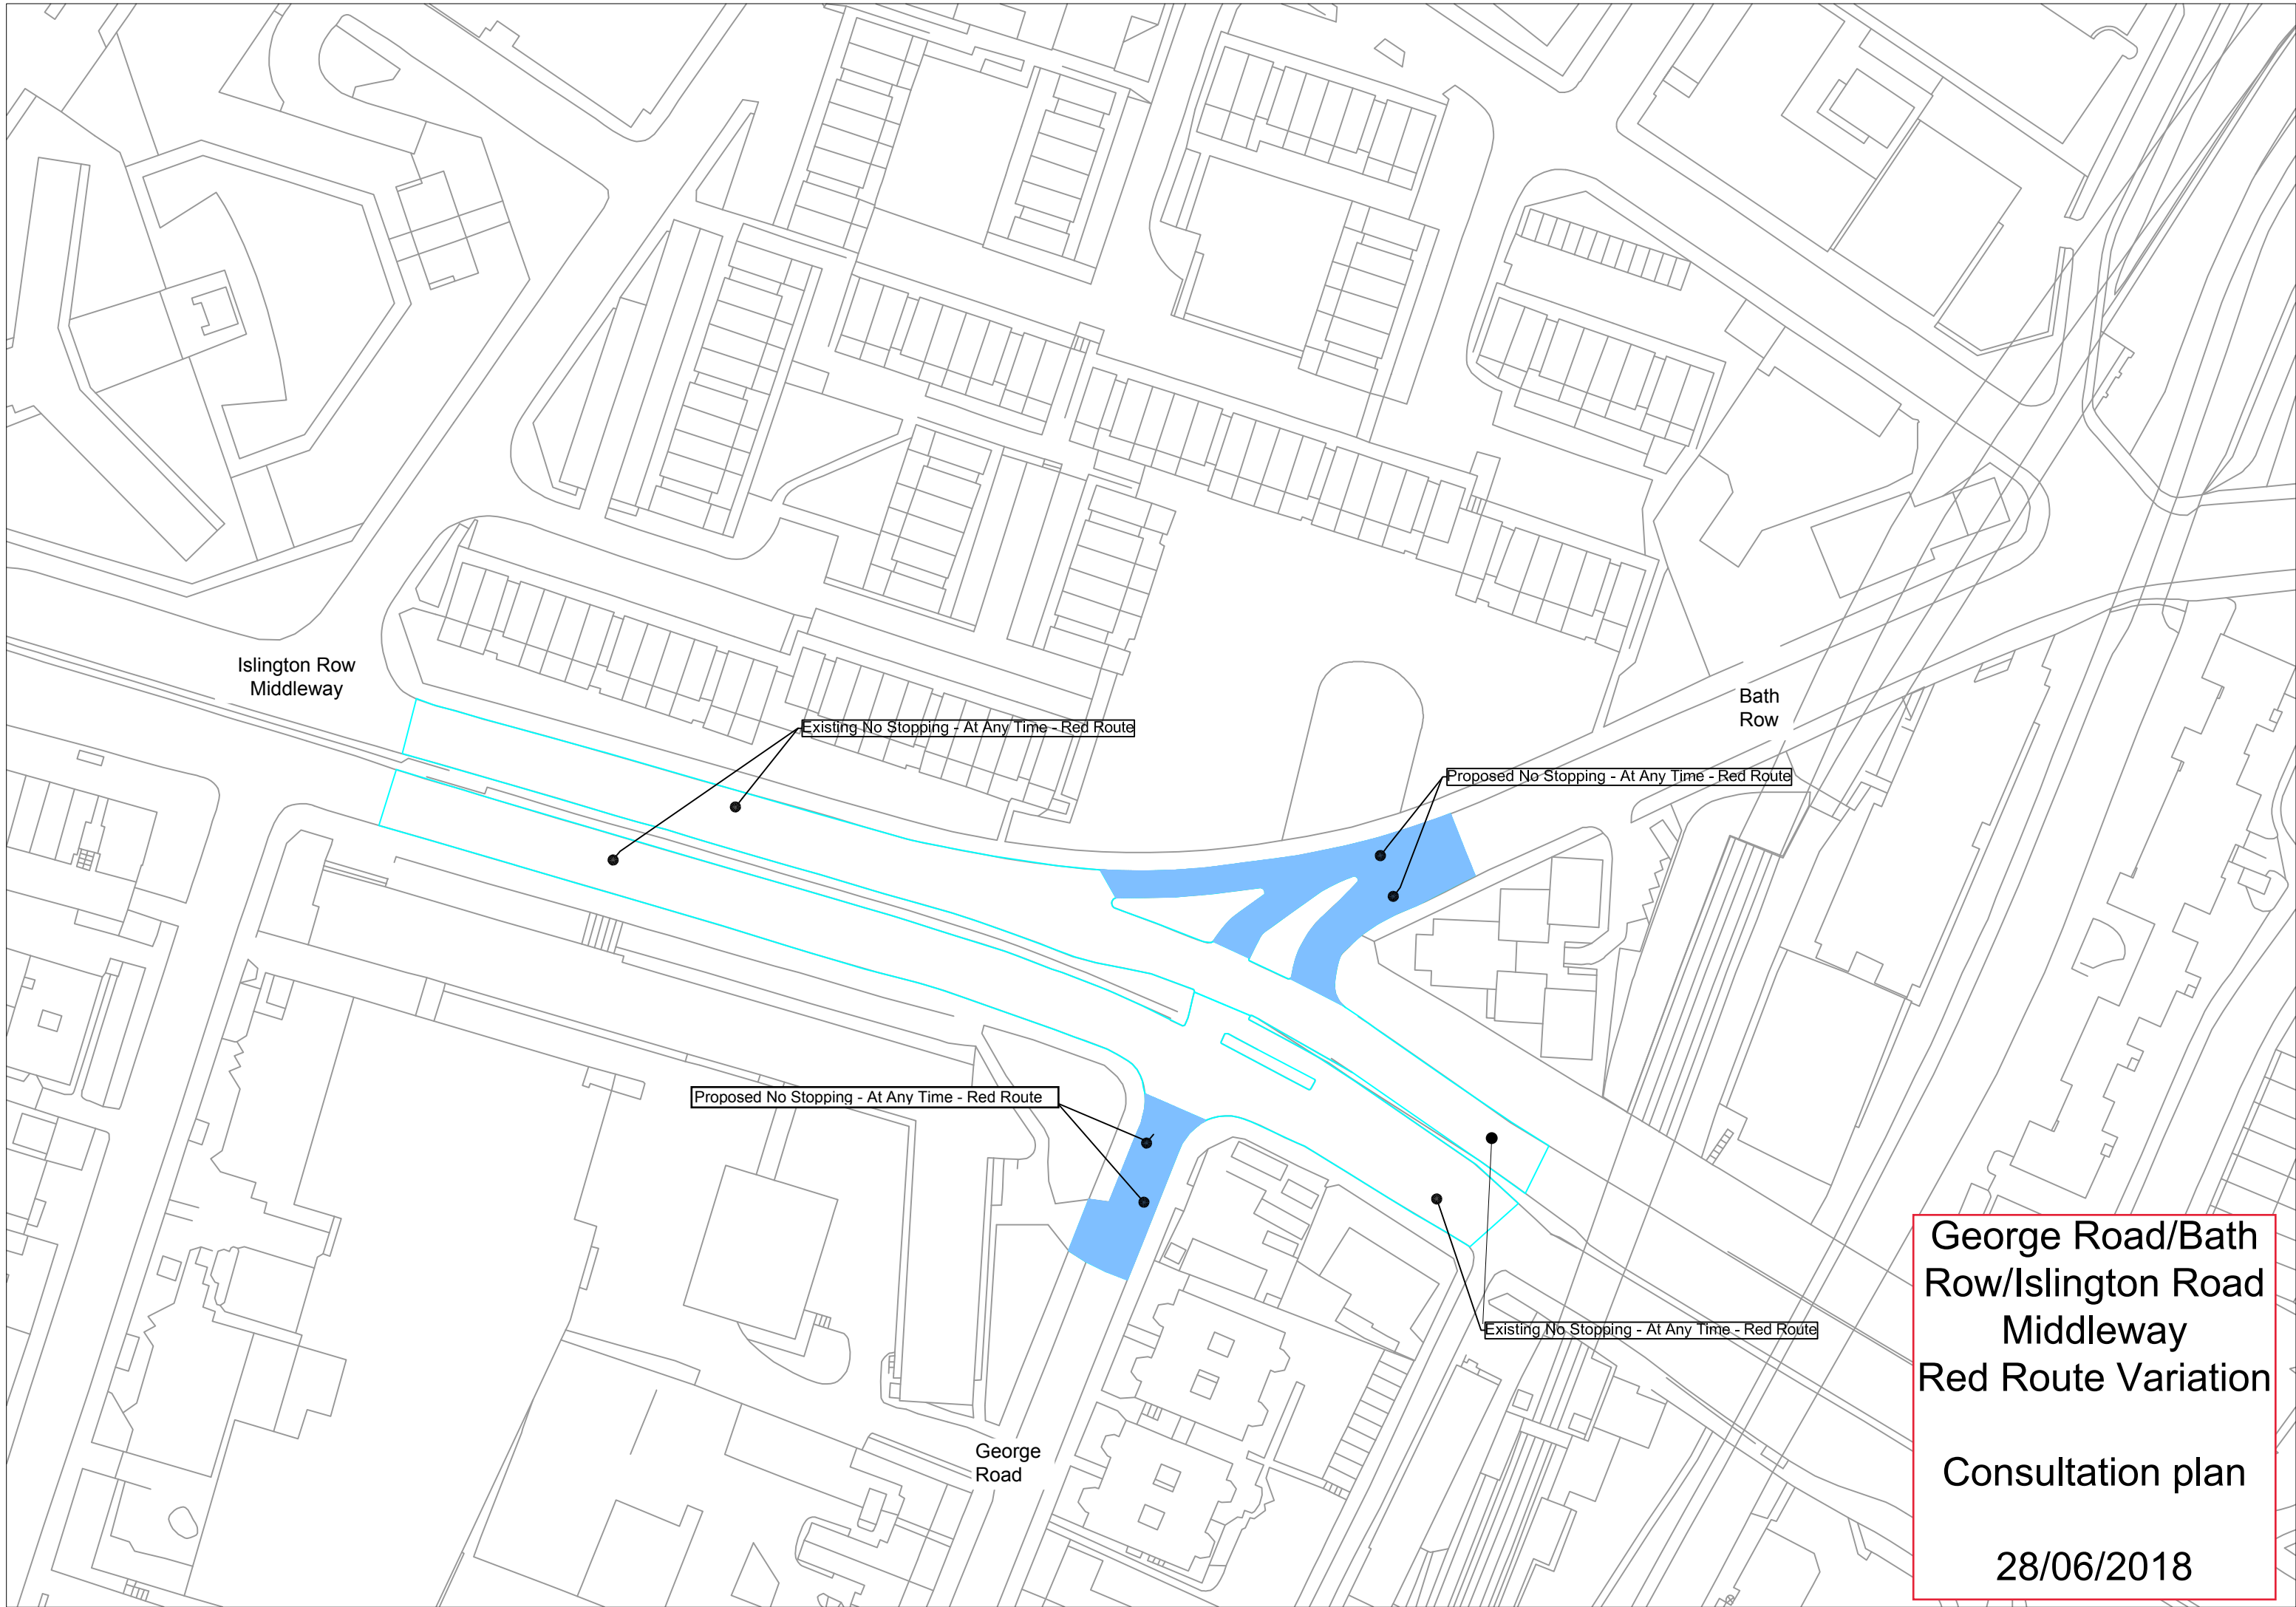 Islington Row
Middleway
Existing No Stopping - At Any Time - Red Route
Bath
Row
Proposed No Stopping - At Any Time - Red Route
Proposed No Stopping - At Any Time - Red Route
Existing No Stopping - At Any Time - Red Route
George
Road
George Road/Bath
Row/Islington Road
Middleway
Red Route Variation
Consultation plan
28/06/2018